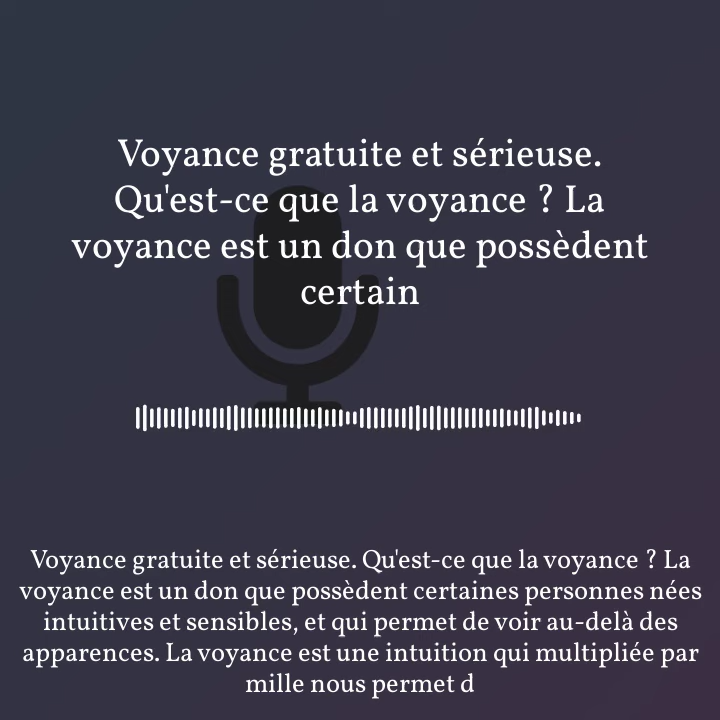 Voyance gratuite et sérieuse.
Qu'est-ce que la voyance ? La
voyance est un don que possèdent
certain
Voyance gratuite et sérieuse. Qu'est-ce que la voyance ? La
voyance est un don que possèdent certaines personnes nées
intuitives et sensibles, et qui permet de voir au-delà des
apparences. La voyance est une intuition qui multipliée par
mille nous permet d